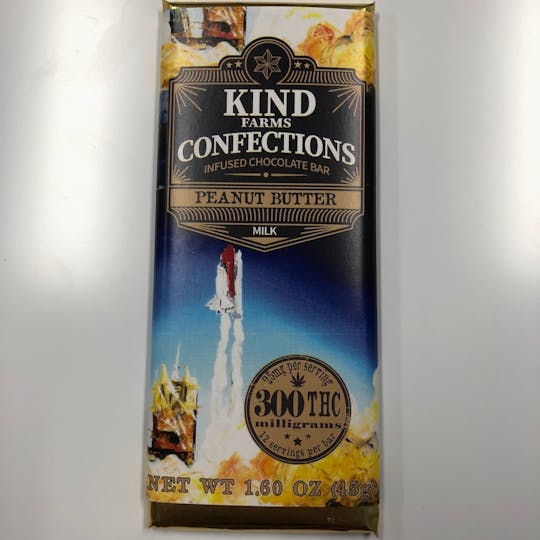 KIND
FARMS
CONFECTIONS
INFUSED CHOCOLATE BAR
PEANUT BUTTER
MILK
25mg per serving
300 THC
milligrams
12 servings per bar
NET WT 1.60 OZ (45g)